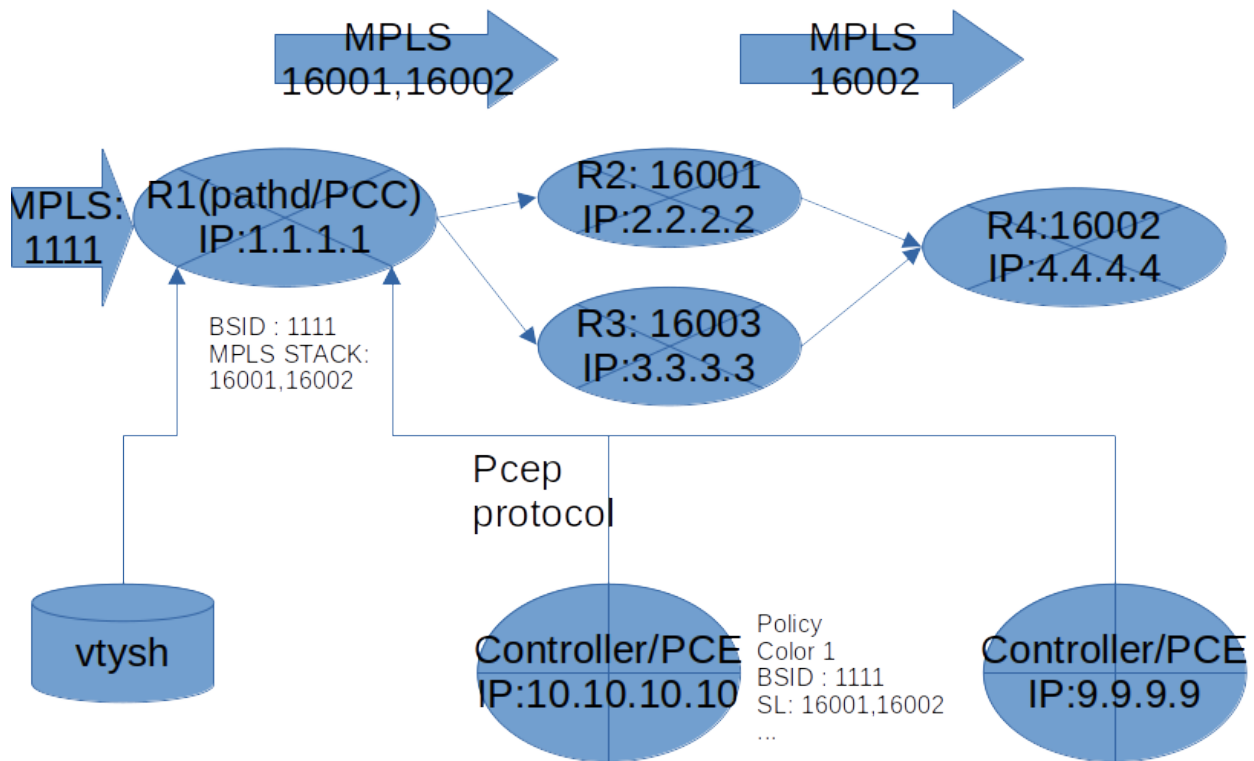 MPLS
16001,16002
MPLS
16002
MPLS:
1111
R1(pathd/PCC)
IP:1.1.1.1
R2: 16001
IP:2.2.2.2
R4:16002
IP:4.4.4.4
R3: 16003
IP:3.3.3.3
BSID : 1111
MPLS STACK:
16001,16002
Pcep
protocol
vtysh
Controller/PCE
IP:10.10.10.10
Policy
Color 1
BSID : 1111
SL: 16001,16002
...
Controller/PCE
IP:9.9.9.9